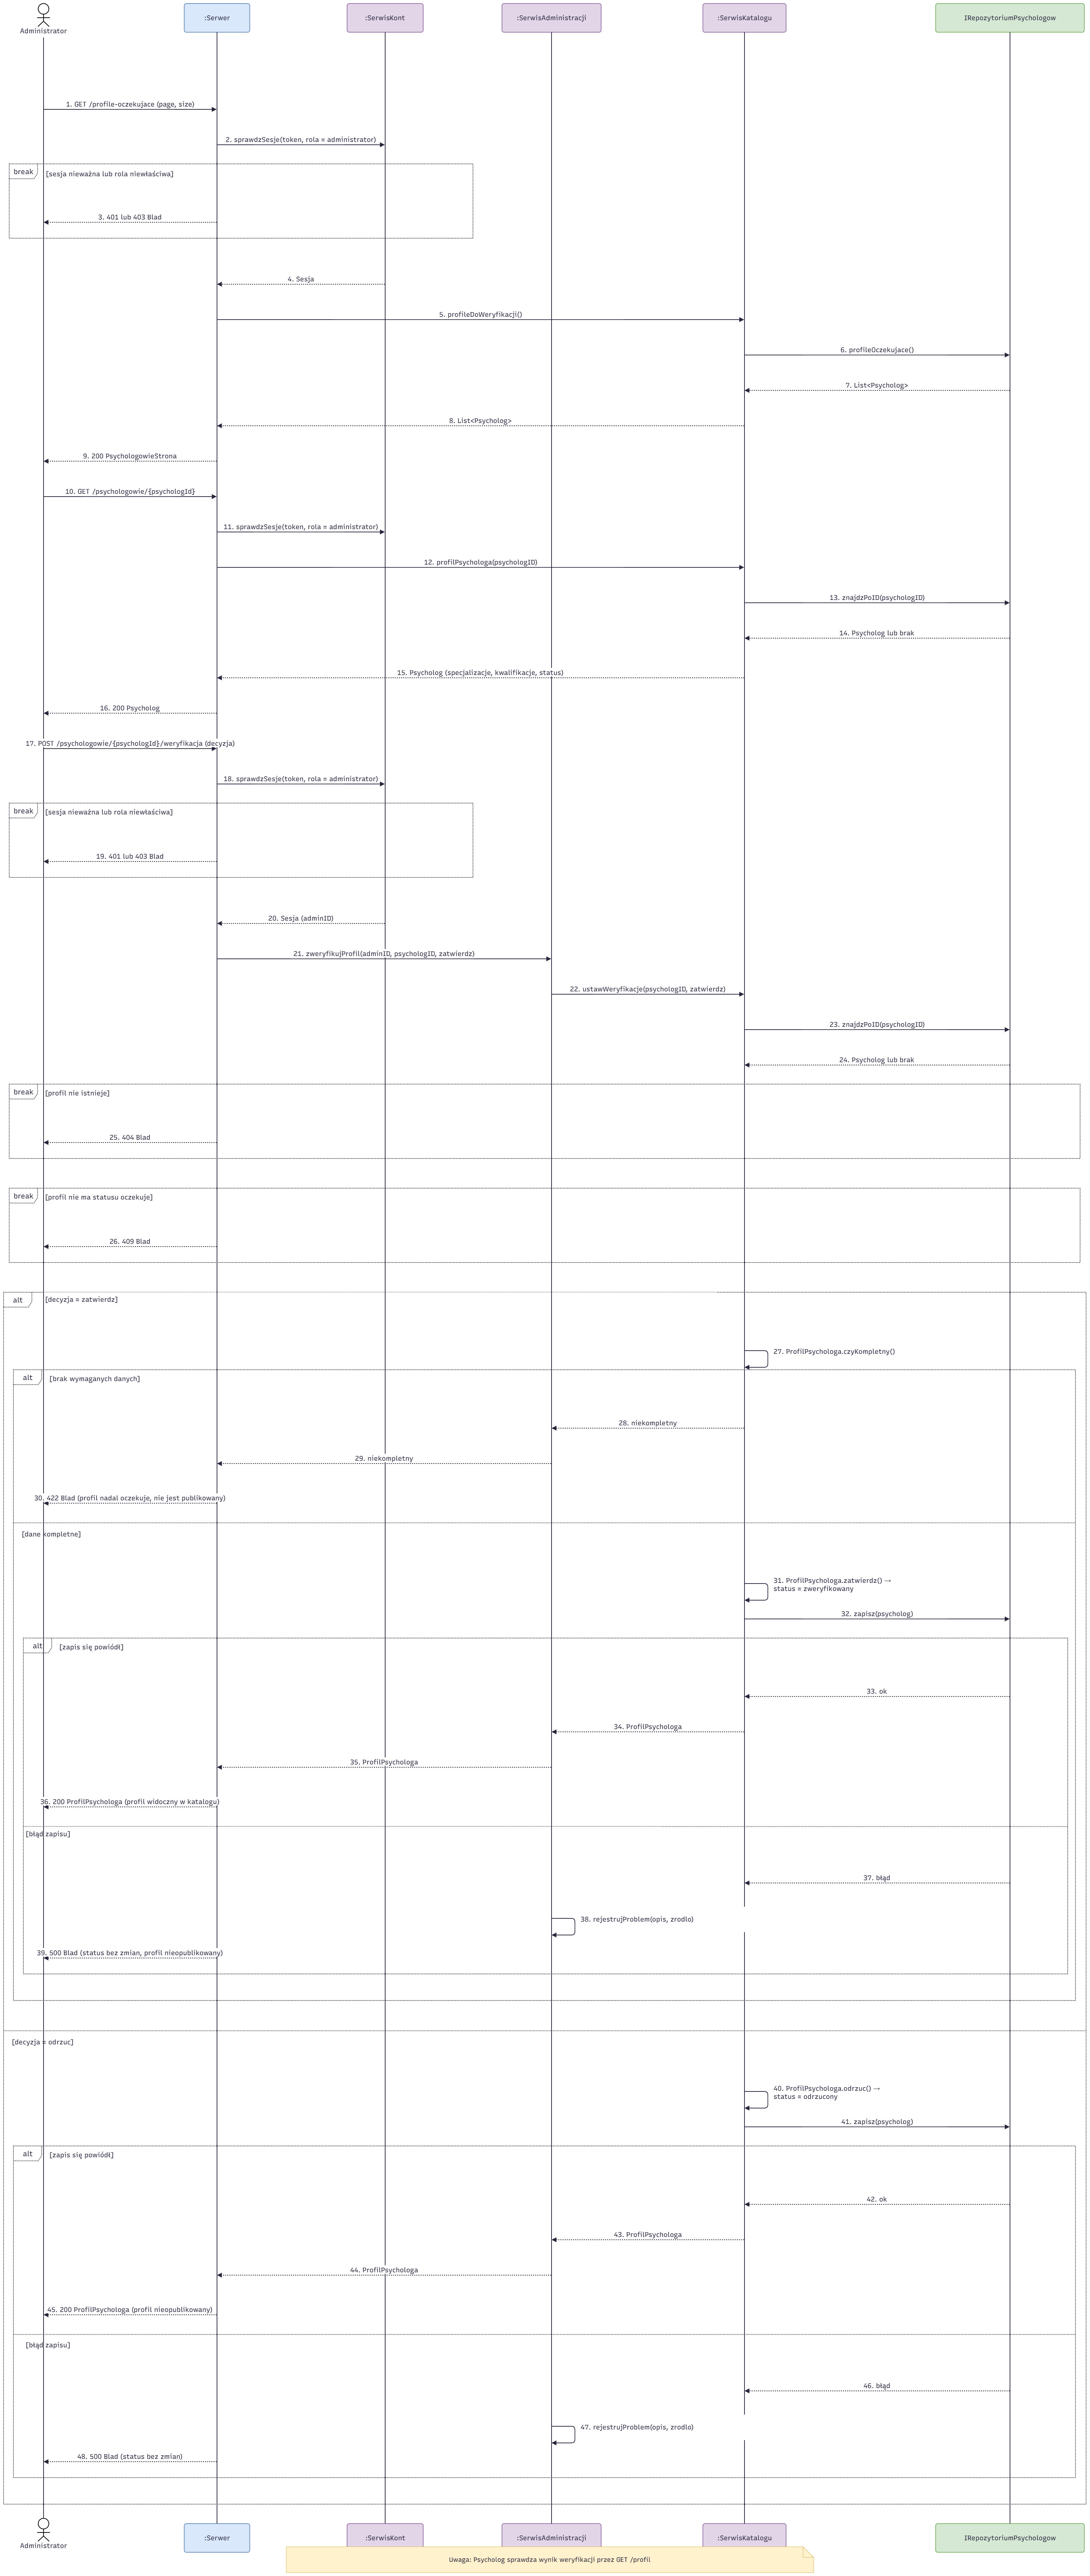 Administrator
:Serwer
:SerwisKont
:SerwisAdministracji
:SerwisKatalogu
IRepozytoriumPsychologow
1. GET /profile-oczekujace (page, size)
2. sprawdzSesje(token, rola = administrator)
break
[sesja nieważna lub rola niewłaściwa]
3. 401 lub 403 Blad
4. Sesja
5. profileDoWeryfikacji()
6. profileOczekujace()
7. List<Psycholog>
8. List<Psycholog>
9. 200 PsychologowieStrona
10. GET /psychologowie/{psychologId}
11. sprawdzSesje(token, rola = administrator)
12. profilPsychologa(psychologID)
13. znajdzPoID(psychologID)
14. Psycholog lub brak
15. Psycholog (specjalizacje, kwalifikacje, status)
16. 200 Psycholog
17. POST /psychologowie/{psychologId}/weryfikacja (decyzja)
18. sprawdzSesje(token, rola = administrator)
break
[sesja nieważna lub rola niewłaściwa]
19. 401 lub 403 Blad
20. Sesja (adminID)
21. zweryfikujProfil(adminID, psychologID, zatwierdz)
22. ustawWeryfikacje(psychologID, zatwierdz)
23. znajdzPoID(psychologID)
24. Psycholog lub brak
break
[profil nie istnieje]
25. 404 Blad
break
[profil nie ma statusu oczekuje]
26. 409 Blad
alt
[decyzja = zatwierdz]
27. ProfilPsychologa.czyKompletny()
alt
[brak wymaganych danych]
28. niekompletny
29. niekompletny
30. 422 Blad (profil nadal oczekuje, nie jest publikowany)
[dane kompletne]
31. ProfilPsychologa.zatwierdz() →
status = zweryfikowany
32. zapisz(psycholog)
alt
[zapis się powiódł]
33. ok
34. ProfilPsychologa
35. ProfilPsychologa
36. 200 ProfilPsychologa (profil widoczny w katalogu)
[błąd zapisu]
37. błąd
38. rejestrujProblem(opis, zrodlo)
39. 500 Blad (status bez zmian, profil nieopublikowany)
[decyzja = odrzuc]
40. ProfilPsychologa.odrzuc() →
status = odrzucony
41. zapisz(psycholog)
alt
[zapis się powiódł]
42. ok
43. ProfilPsychologa
44. ProfilPsychologa
45. 200 ProfilPsychologa (profil nieopublikowany)
[błąd zapisu]
46. błąd
47. rejestrujProblem(opis, zrodlo)
48. 500 Blad (status bez zmian)
Administrator
:Serwer
:SerwisKont
:SerwisAdministracji
:SerwisKatalogu
IRepozytoriumPsychologow
Uwaga: Psycholog sprawdza wynik weryfikacji przez GET /profil